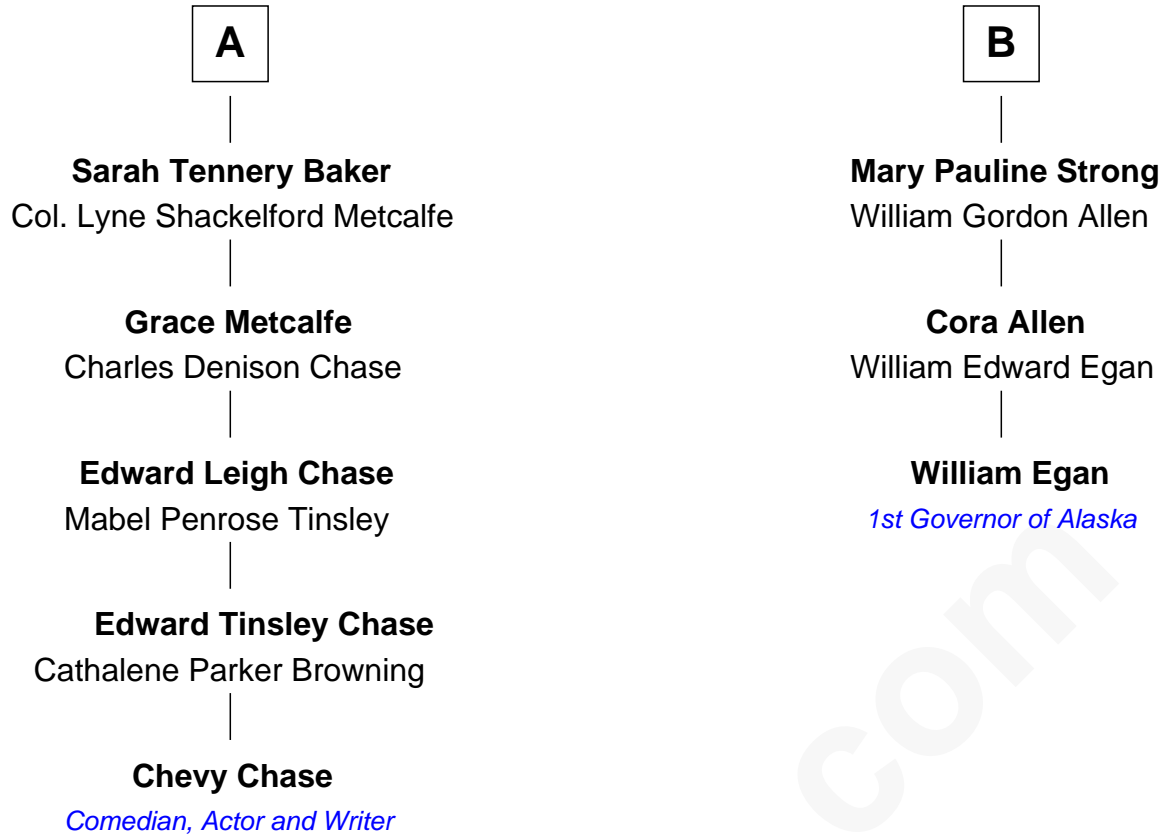 A
Sarah Tennery Baker
Col. Lyne Shackelford Metcalfe
Grace Metcalfe
Charles Denison Chase
Edward Leigh Chase
Mabel Penrose Tinsley
Edward Tinsley Chase
Cathalene Parker Browning
Chevy Chase
Comedian, Actor and Writer
B
Mary Pauline Strong
William Gordon Allen
Cora Allen
William Edward Egan
William Egan
1st Governor of Alaska
com